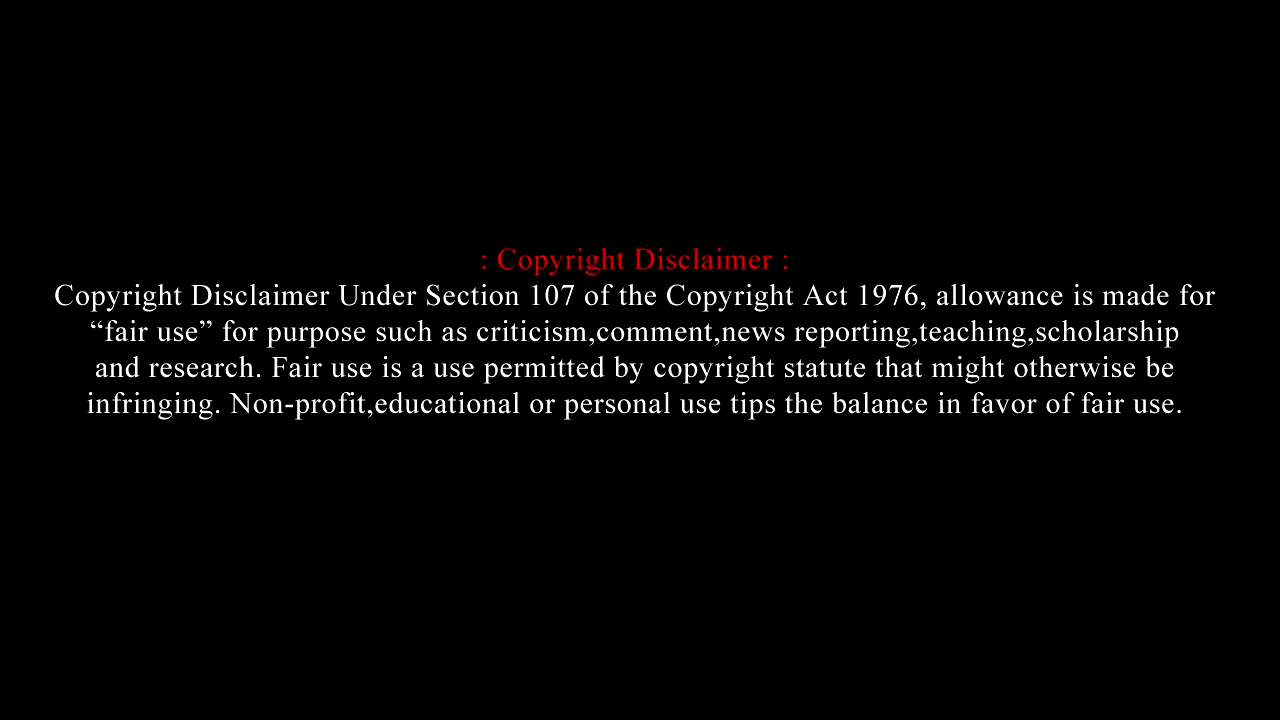 : Copyright Disclaimer :
Copyright Disclaimer Under Section 107 of the Copyright Act 1976, allowance is made for
“fair use” for purpose such as criticism,comment,news reporting,teaching,scholarship
and research. Fair use is a use permitted by copyright statute that might otherwise be
infringing. Non-profit,educational or personal use tips the balance in favor of fair use.